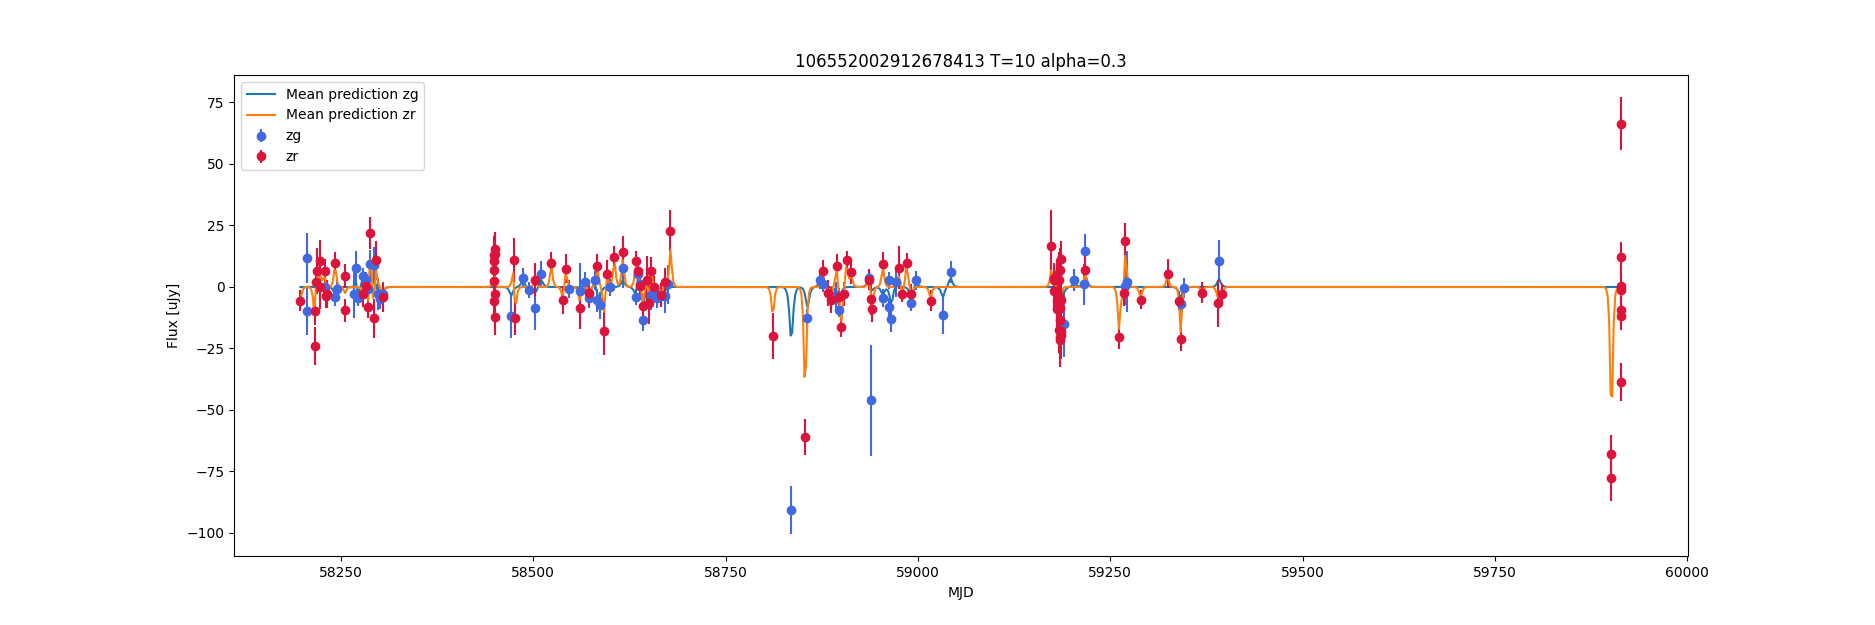 106552002912678413 T=10 alpha=0.3
Mean prediction zg
Mean prediction zr
zg
zr
Flux [uJy]
75
50
25
0
−25
−50
−75
−100
58250 58500 58750 59000 59250 59500 59750 60000
MJD